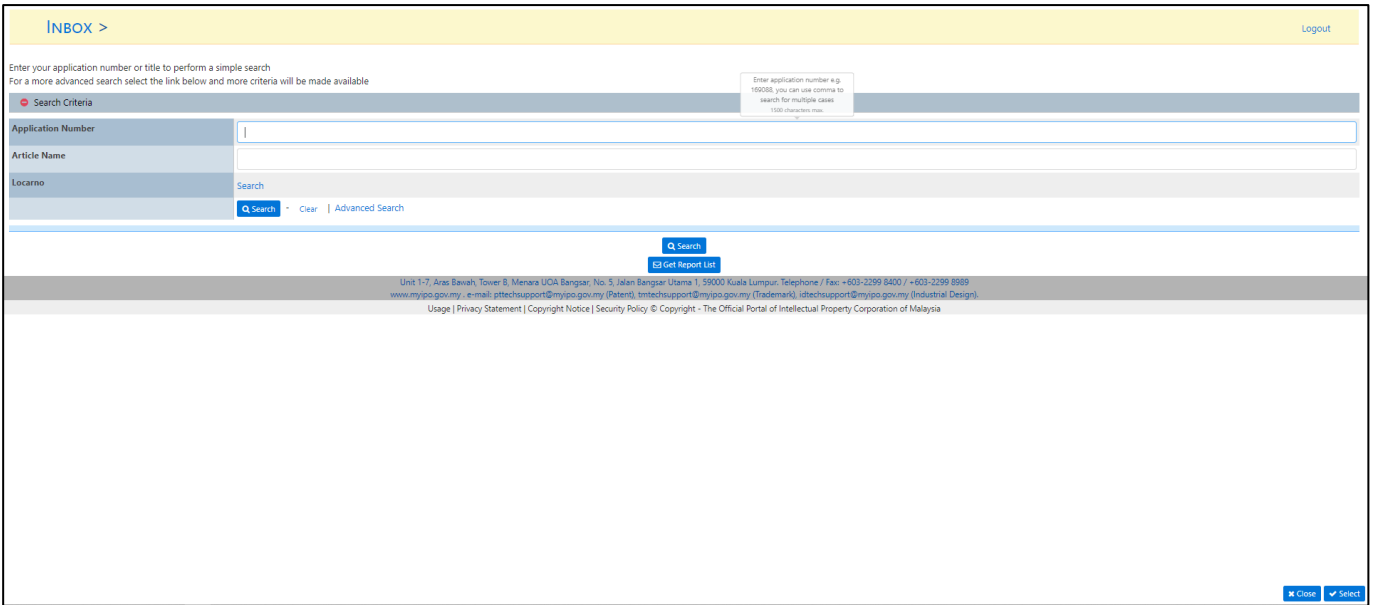 INBOX >
Logout
Enter your application number or title to perform a simple search
For a more advanced search select the link below and more criteria will be made available
Enter application number e.g.
169088, you can use comma to
search for multiple cases
1500 characters max.
Search Criteria
Application Number
Article Name
Locarno
Search
Search - Clear | Advanced Search
Search
Get Report List
Unit 1-7, Aras Bawah, Tower B, Menara UOA Bangsar, No. 5, Jalan Bangsar Utama 1, 59000 Kuala Lumpur. Telephone / Fax: +603-2299 8400 / +603-2299 8989
www.myipo.gov.my . e-mail: pttechsupport@myipo.gov.my (Patent), tmtechsupport@myipo.gov.my (Trademark), idtechsupport@myipo.gov.my (Industrial Design).
Usage | Privacy Statement | Copyright Notice | Security Policy © Copyright - The Official Portal of Intellectual Property Corporation of Malaysia
Close Select